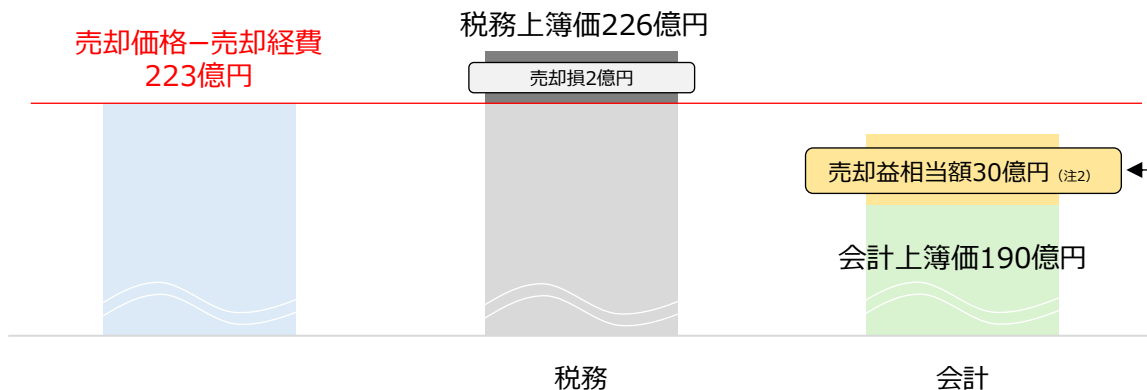 売却価格－売却経費
223億円
税務上簿価226億円
売却損2億円
売却益相当額30億円（注2）
会計上簿価190億円
税務
会計